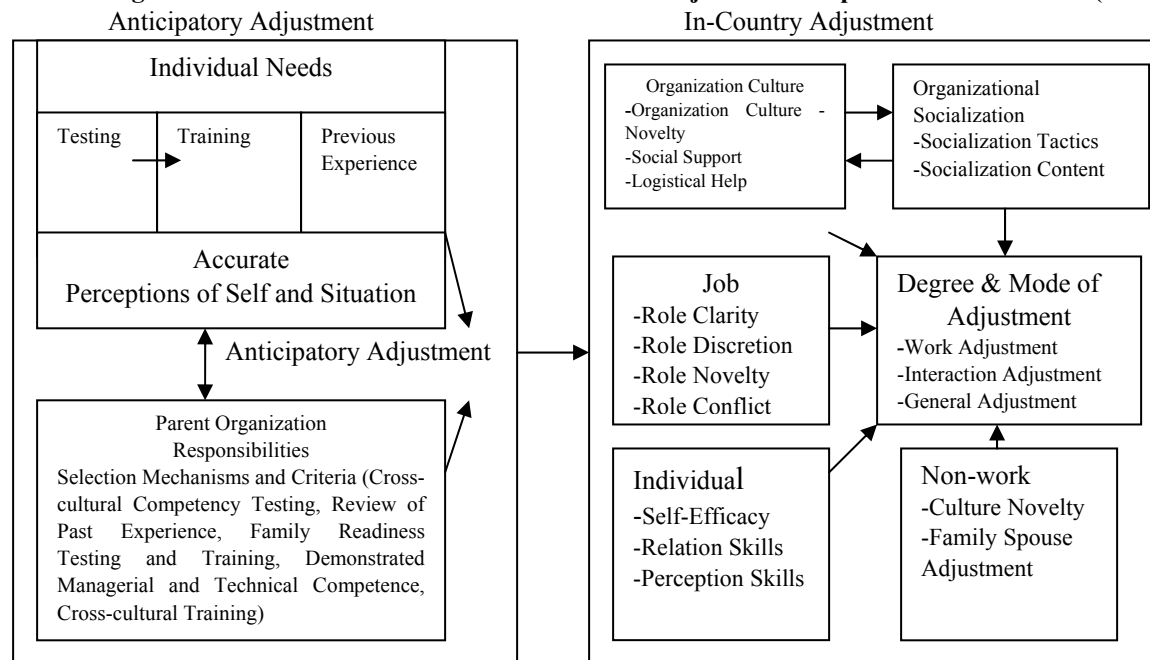 Anticipatory Adjustment
In-Country Adjustment
Individual Needs
Testing
Training
Previous
Experience
Accurate
Perceptions of Self and Situation
Anticipatory Adjustment
Parent Organization
Responsibilities
Selection Mechanisms and Criteria (Cross-
cultural Competency Testing, Review of
Past Experience, Family Readiness
Testing and Training, Demonstrated
Managerial and Technical Competence,
Cross-cultural Training)
Organization Culture
-Organization Culture -
Novelty
-Social Support
-Logistical Help
Organizational
Socialization
-Socialization Tactics
-Socialization Content
Job
-Role Clarity
-Role Discretion
-Role Novelty
-Role Conflict
Degree & Mode of
Adjustment
-Work Adjustment
-Interaction Adjustment
-General Adjustment
Individual
-Self-Efficacy
-Relation Skills
-Perception Skills
Non-work
-Culture Novelty
-Family Spouse
Adjustment